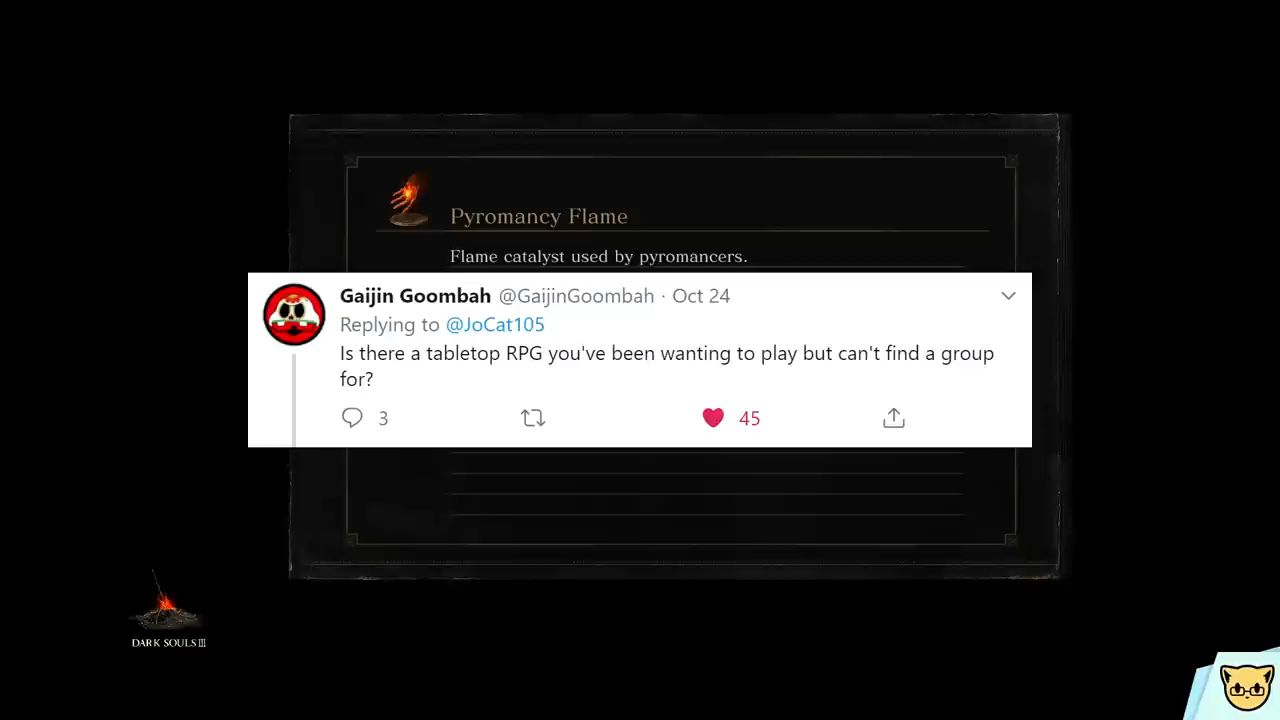 Pyromancy Flame
Flame catalyst used by pyromancers.
Gaijin Goombah @GaijinGoombah · Oct 24
Replying to @JoCat105
Is there a tabletop RPG you've been wanting to play but can't find a group
for?
3 45
DARK SOULS III